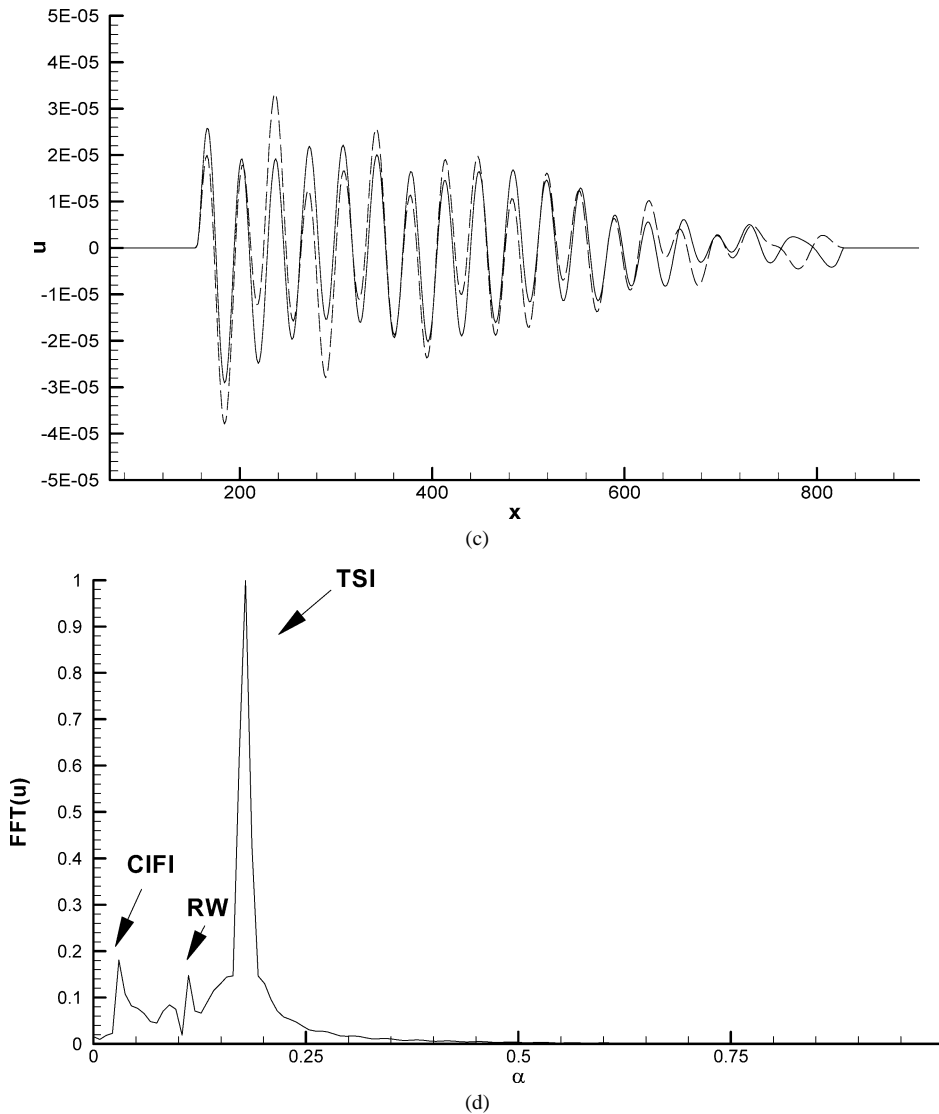 5E-05
4E-05
3E-05
2E-05
1E-05
0
-1E-05
-2E-05
-3E-05
-4E-05
-5E-05
u
200
400
600
800
x
(c)
1
0.9
0.8
0.7
0.6
0.5
0.4
0.3
0.2
0.1
0
FFT(u)
TSI
CIFI
RW
0
0.25
0.5
0.75
α
(d)